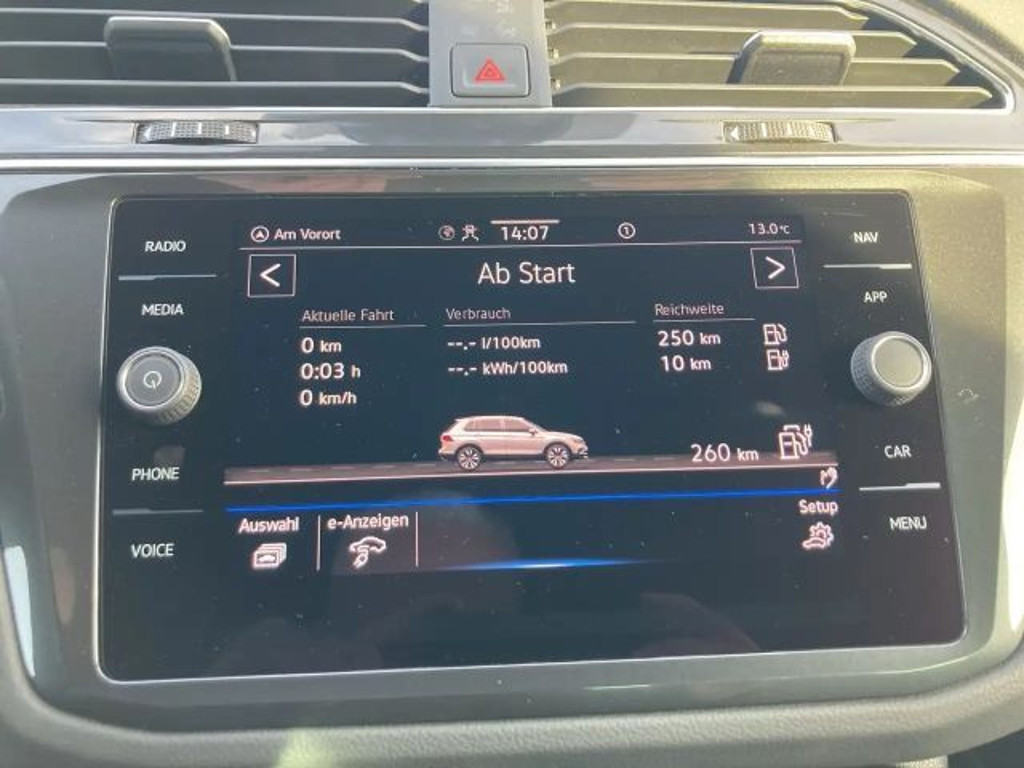 RADIO
MEDIA
PHONE
VOICE
Am Vorort
14:07
1
13.0°C
<
Ab Start
>
Aktuelle Fahrt
0 km
0:03 h
0 km/h
Verbrauch
--.- l/100km
--.- kWh/100km
Reichweite
250 km
10 km
260 km
Auswahl
e-Anzeigen
Setup
NAV
APP
CAR
MENU